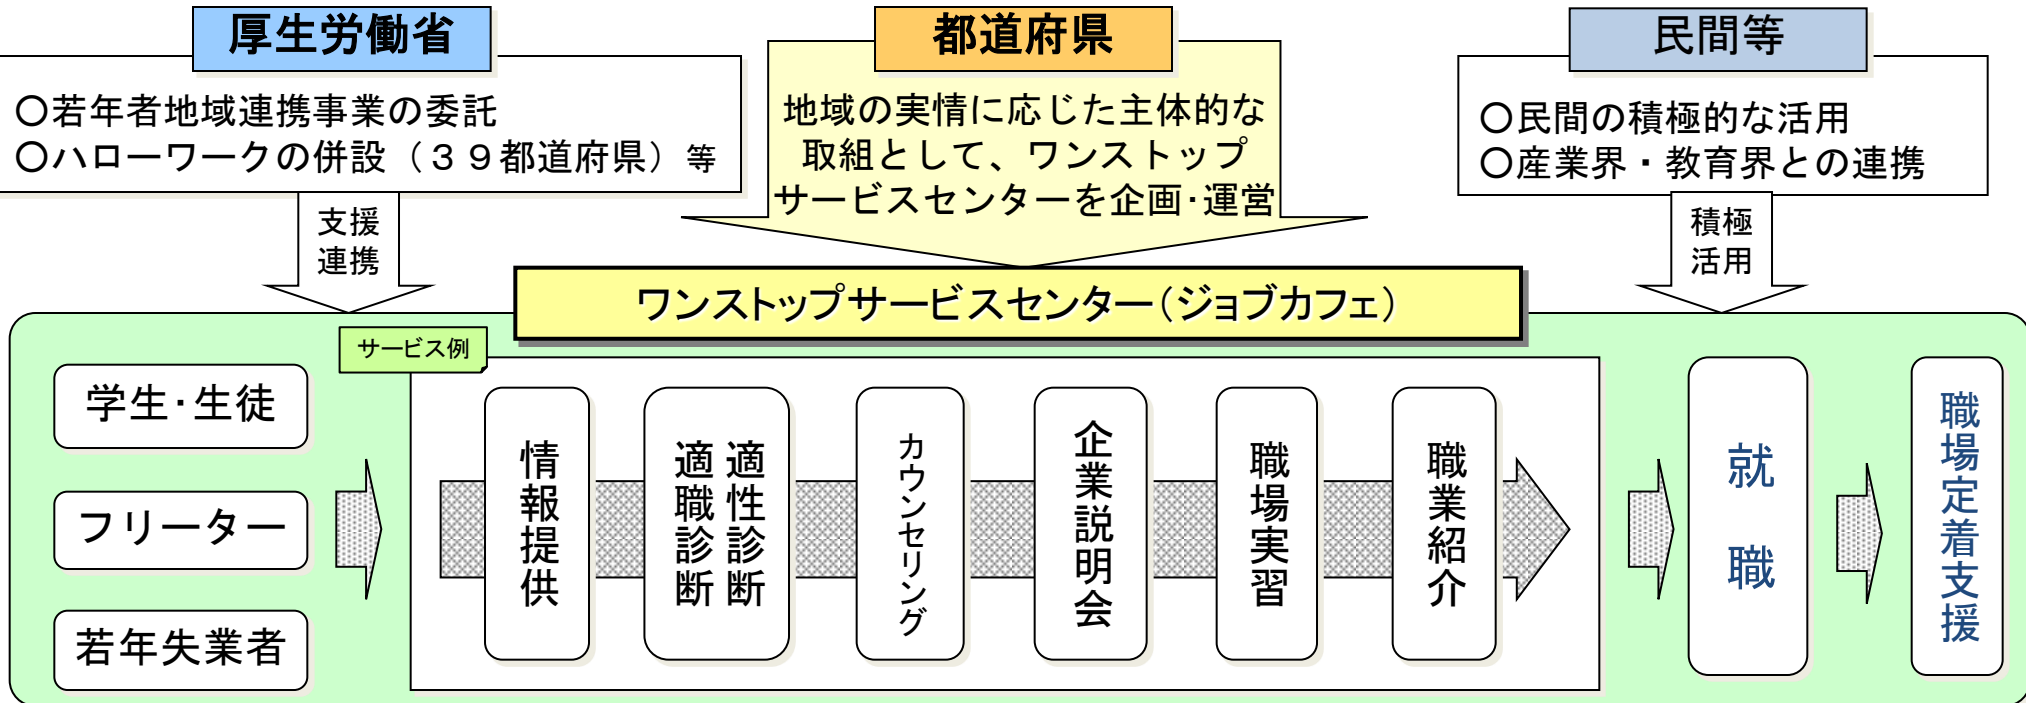 厚生労働省
〇若年者地域連携事業の委託
〇ハローワークの併設（３９都道府県）等
支援
連携
都道府県
地域の実情に応じた主体的な
取組として、ワンストップ
サービスセンターを企画･運営
民間等
〇民間の積極的な活用
〇産業界・教育界との連携
積極
活用
ワンストップサービスセンター（ジョブカフェ）
サービス例
学生･生徒
フリーター
若年失業者
情報提供
適性診断
適職診断
カウンセリング
企業説明会
職場実習
職業紹介
就職
職場定着支援